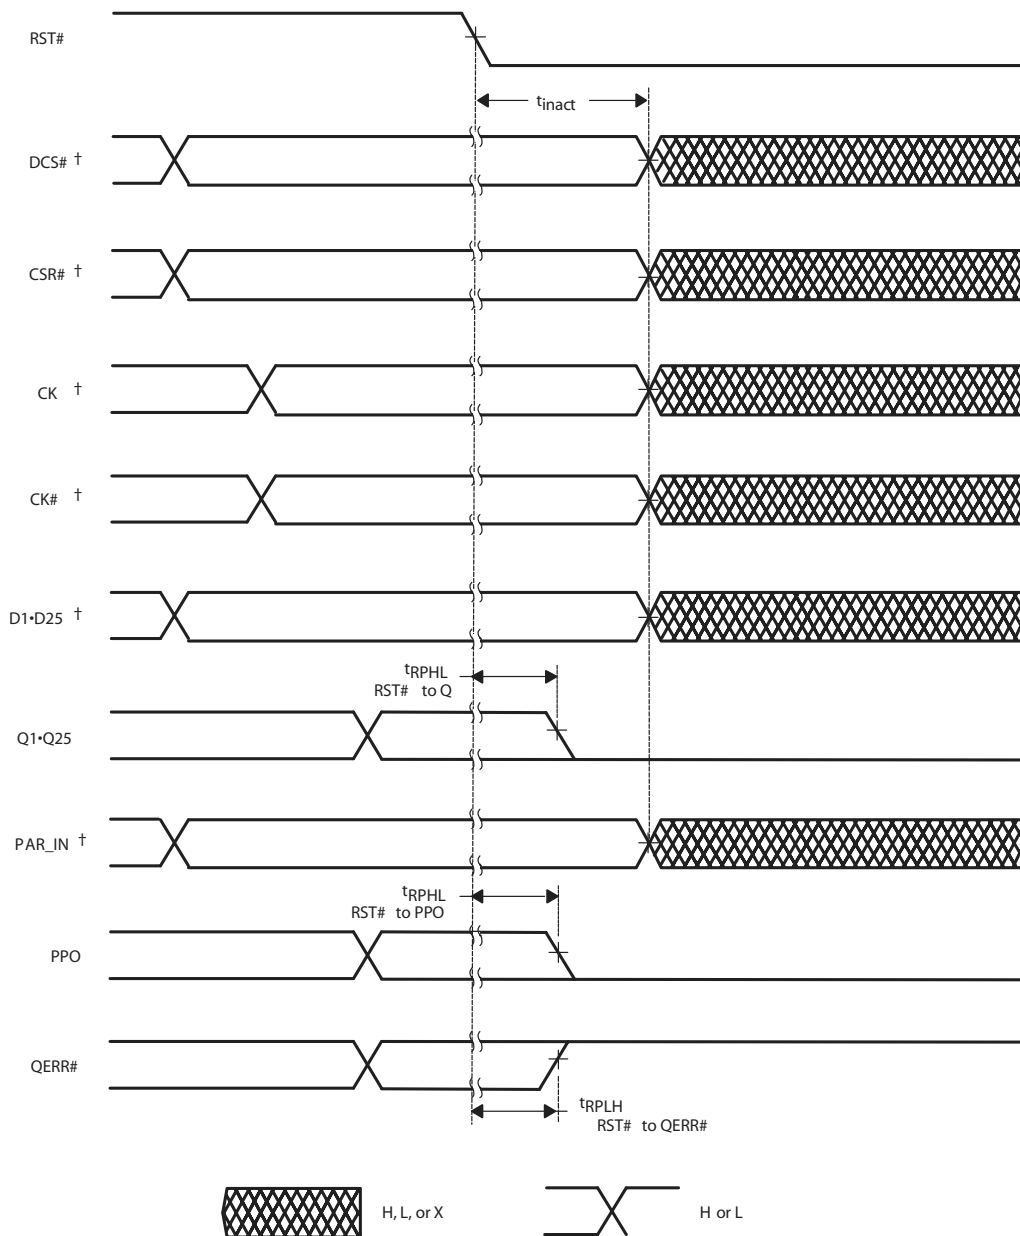 RST#
tinact
DCS# †
CSR# †
CK †
CK# †
D1•D25 †
tRPHL
RST# to Q
Q1•Q25
PAR_IN †
tRPHL
RST# to PPO
PPO
QERR#
tRPLH
RST# to QERR#
H, L, or X
H or L